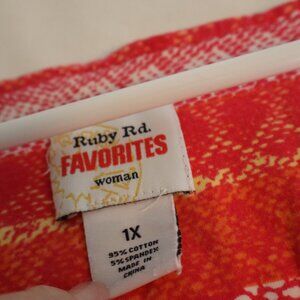 Ruby Rd.
FAVORITES
woman
1X
95% COTTON
5% SPANDEX
MADE IN
CHINA